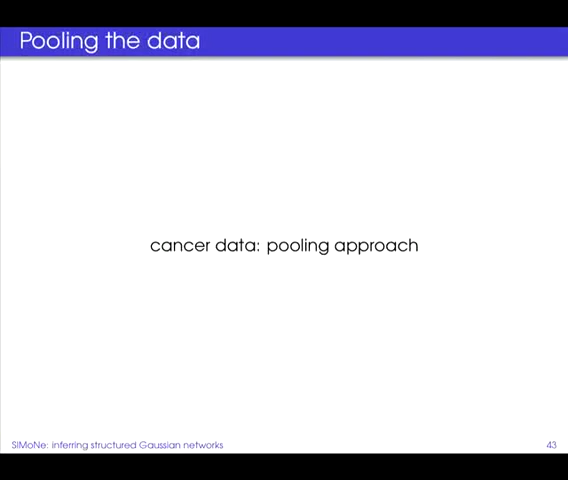 Pooling the data
cancer data: pooling approach
SIMoNe: inferring structured Gaussian networks
43